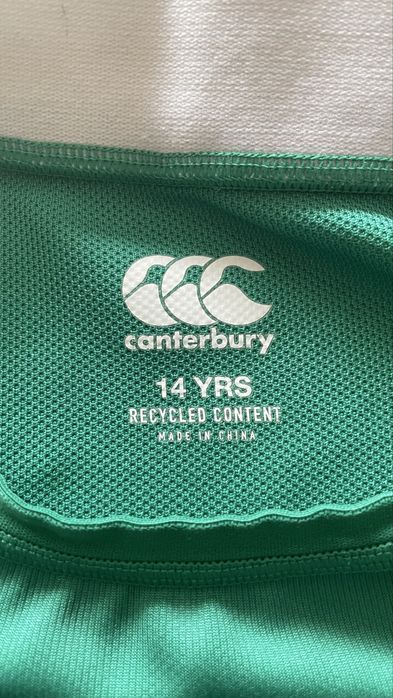 canterbury
14 YRS
RECYCLED CONTENT
MADE IN CHINA